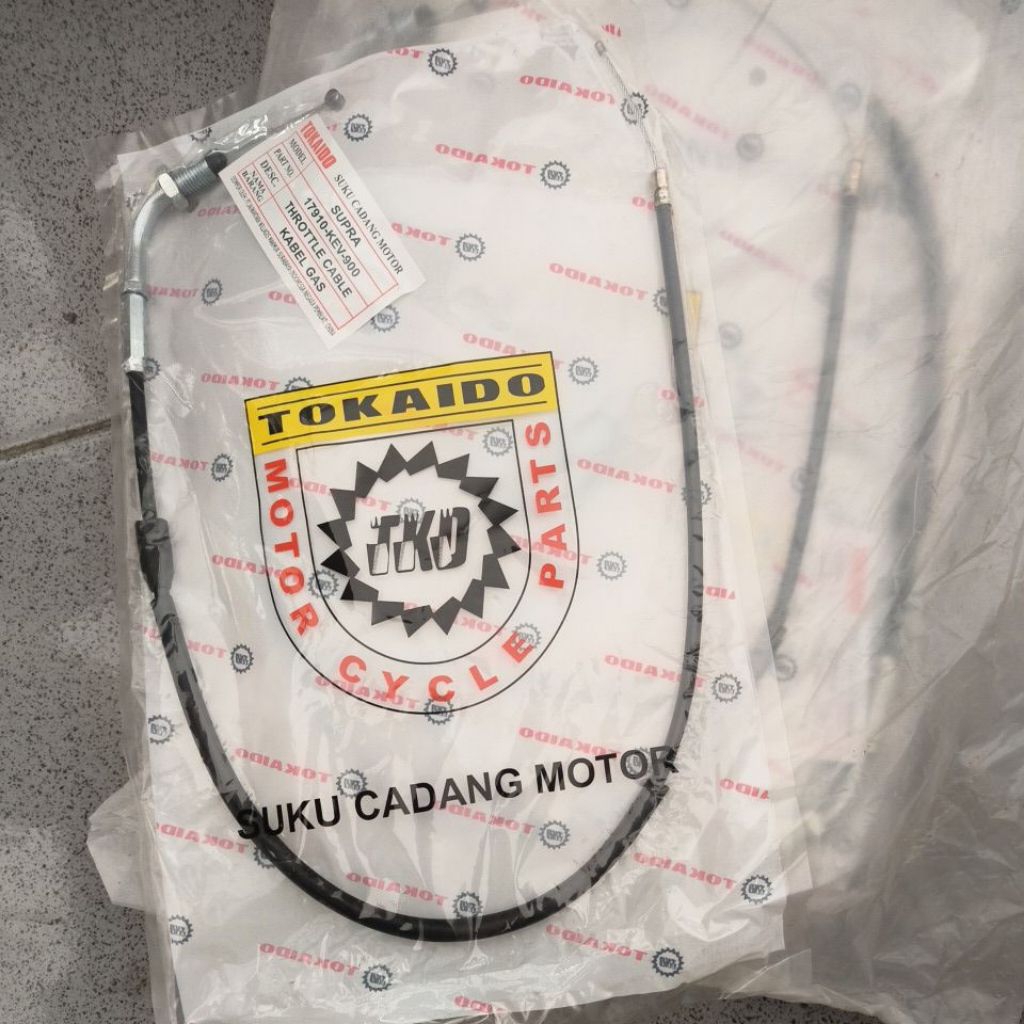 TOKAIDO SUKU CADANG MOTOR
MODEL SUPRA
PART NO. 17910-KEV-900
DESC. THROTTLE CABLE
NAMA BARANG KABEL GAS
TOKAIDO
MOTOR CYCLE PARTS
TKD
SUKU CADANG MOTOR